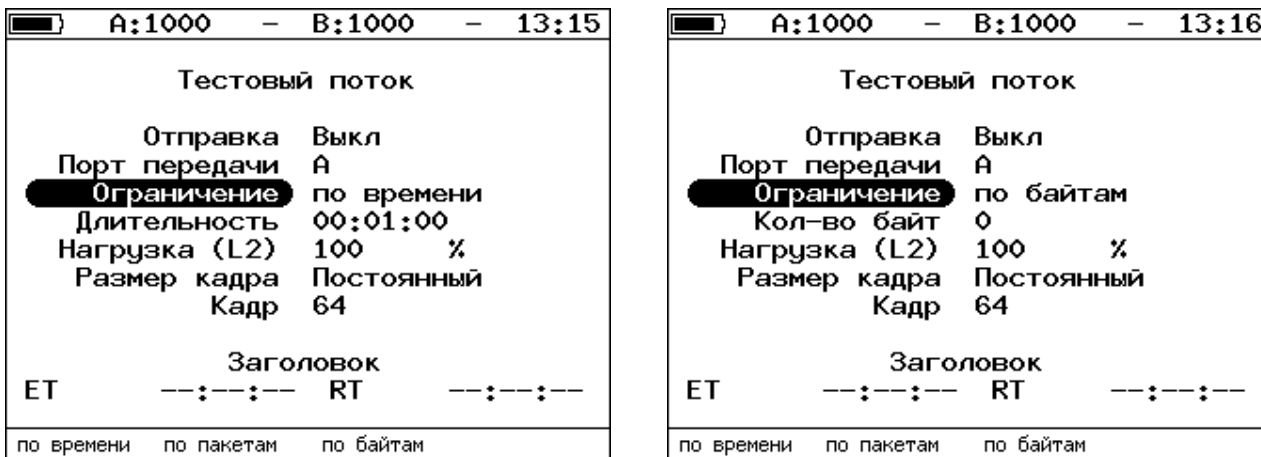 A:1000 – B:1000 – 13:15
Тестовый поток
Отправка Выкл
Порт передачи A
Ограничение по времени
Длительность 00:01:00
Нагрузка (L2) 100 %
Размер кадра Постоянный
Кадр 64
Заголовок
ET --:--:-- RT --:--:--
по времени по пакетам по байтам
A:1000 – B:1000 – 13:16
Тестовый поток
Отправка Выкл
Порт передачи A
Ограничение по байтам
Кол-во байт 0
Нагрузка (L2) 100 %
Размер кадра Постоянный
Кадр 64
Заголовок
ET --:--:-- RT --:--:--
по времени по пакетам по байтам